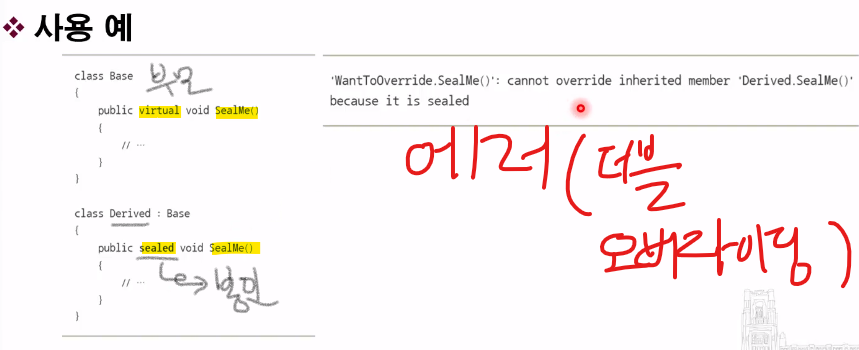 ❖ 사용 예
class Base 부모
{
public virtual void SealMe()
{
// …
}
}
class Derived : Base
{
public sealed void SealMe()
{
// … 봉인
}
}
'WantToOverride.SealMe()': cannot override inherited member 'Derived.SealMe()'
because it is sealed
에러 (더블
오버라이딩)